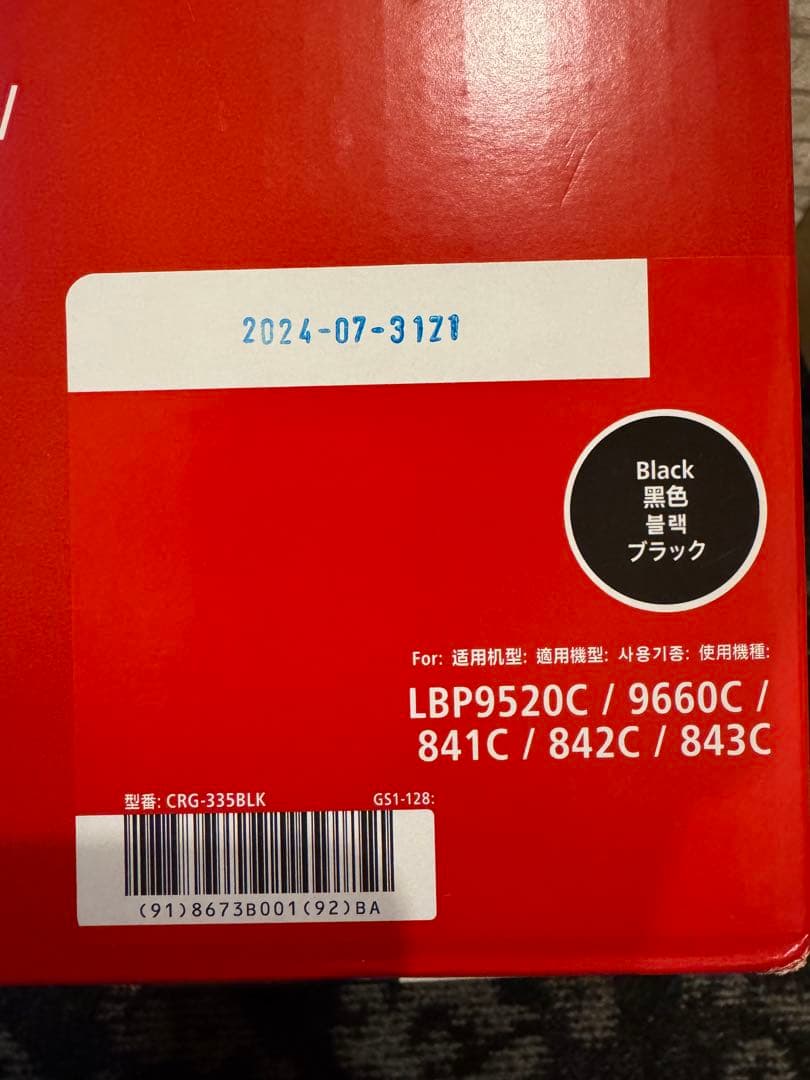 2024-07-31Z1
Black
黑色
블랙
ブラック
For: 适用机型: 適用機型: 사용기종: 使用機種:
LBP9520C / 9660C /
841C / 842C / 843C
型番: CRG-335BLK GS1-128:
(91)8673B001(92)BA